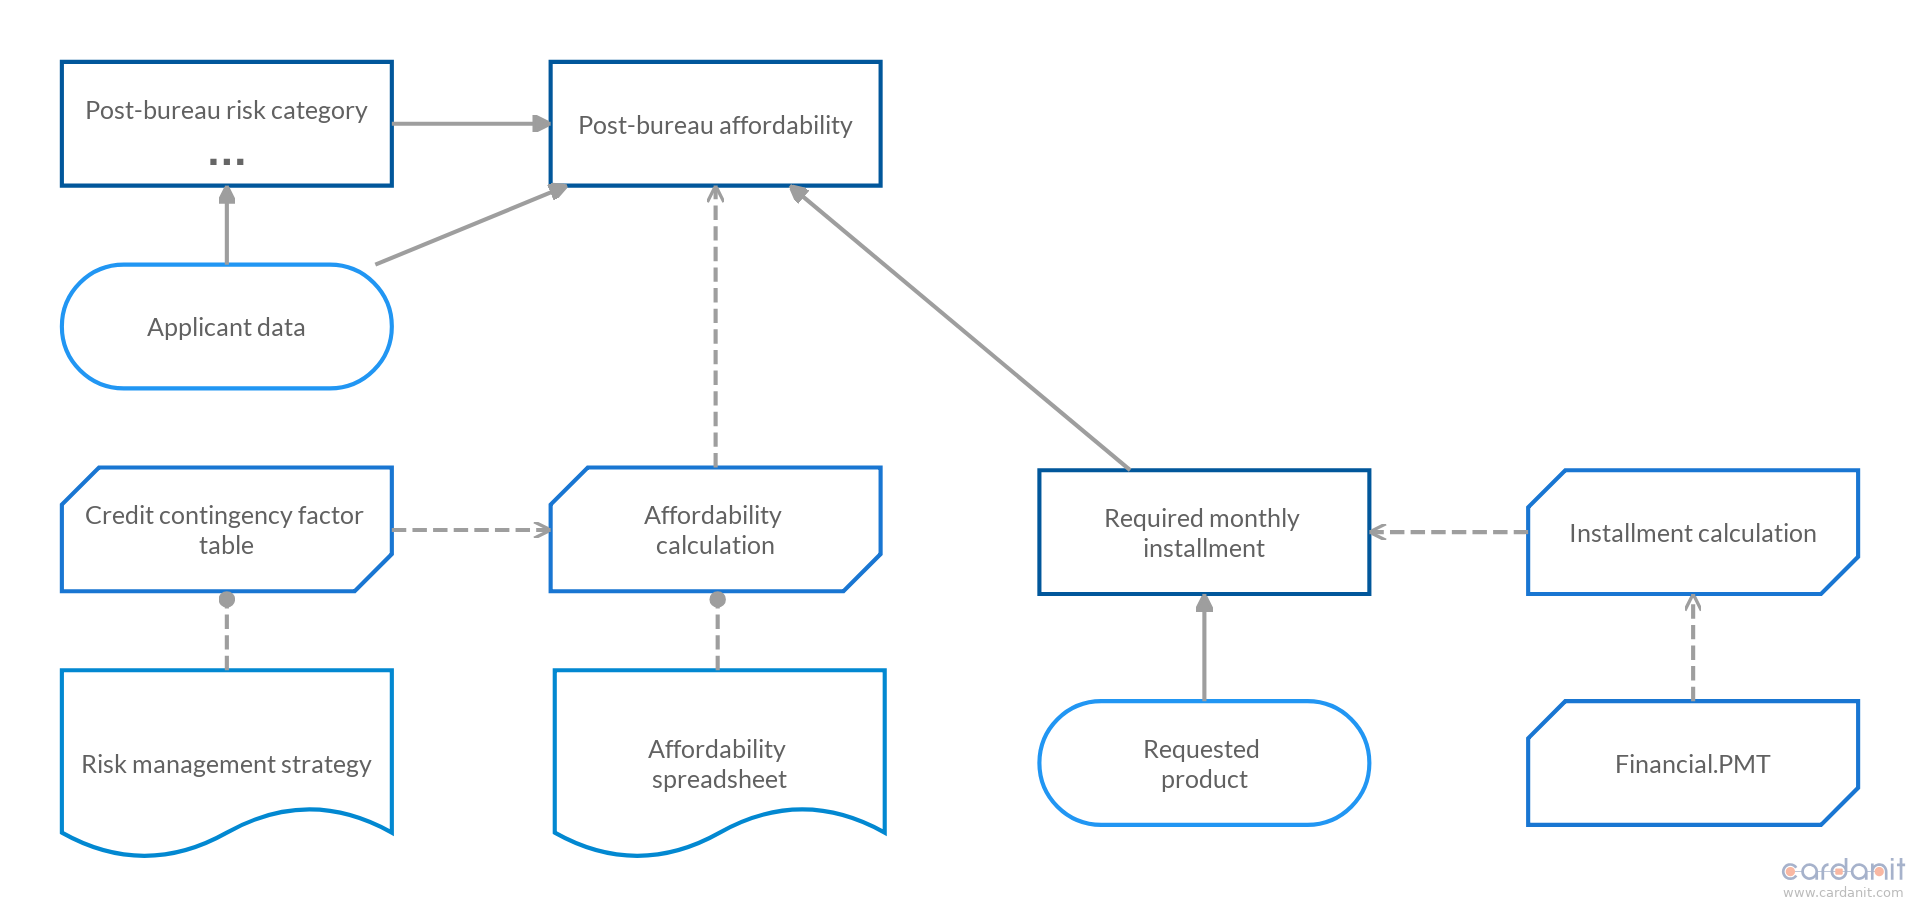 Post-bureau risk category
...
Post-bureau affordability
Applicant data
Credit contingency factor
table
Affordability
calculation
Required monthly
installment
Installment calculation
Risk management strategy
Affordability
spreadsheet
Requested
product
Financial.PMT
cardanit
www.cardanit.com